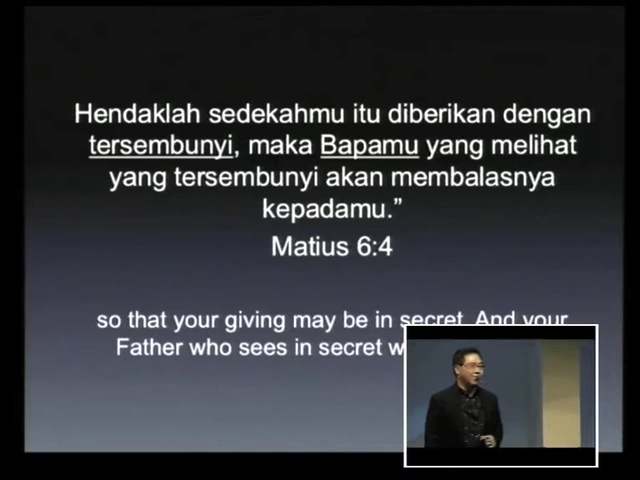 Hendaklah sedekahmu itu diberikan dengan
tersembunyi, maka Bapamu yang melihat
yang tersembunyi akan membalasnya
kepadamu.”
Matius 6:4
so that your giving may be in secret. And your
Father who sees in secret w